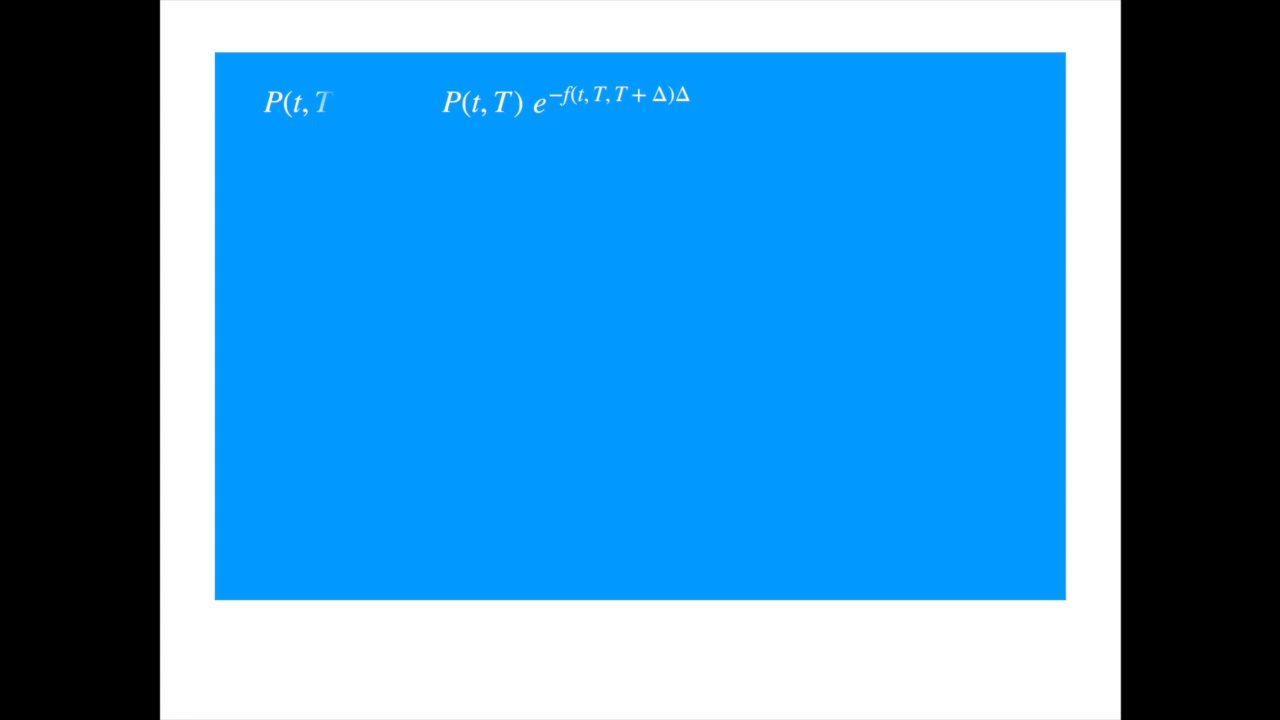 P(t, T P(t, T) e^{−f(t, T, T + Δ)Δ}